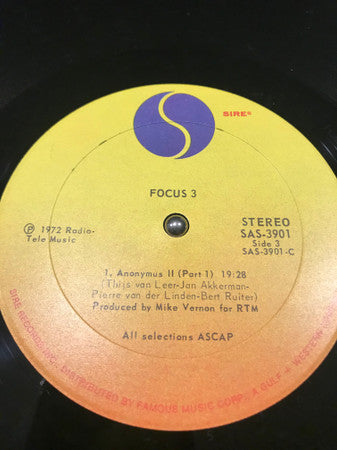 SIRE®
FOCUS 3
℗ 1972 Radio-
Tele Music
STEREO
SAS-3901
Side 3
SAS-3901-C
1. Anonymus II (Part 1) 19:28
(Thijs van Leer-Jan Akkerman-
Pierre van der Linden-Bert Ruiter)
Produced by Mike Vernon for RTM
All selections ASCAP
SIRE RECORDS, INC., DISTRIBUTED BY FAMOUS MUSIC CORP., A GULF + WESTERN